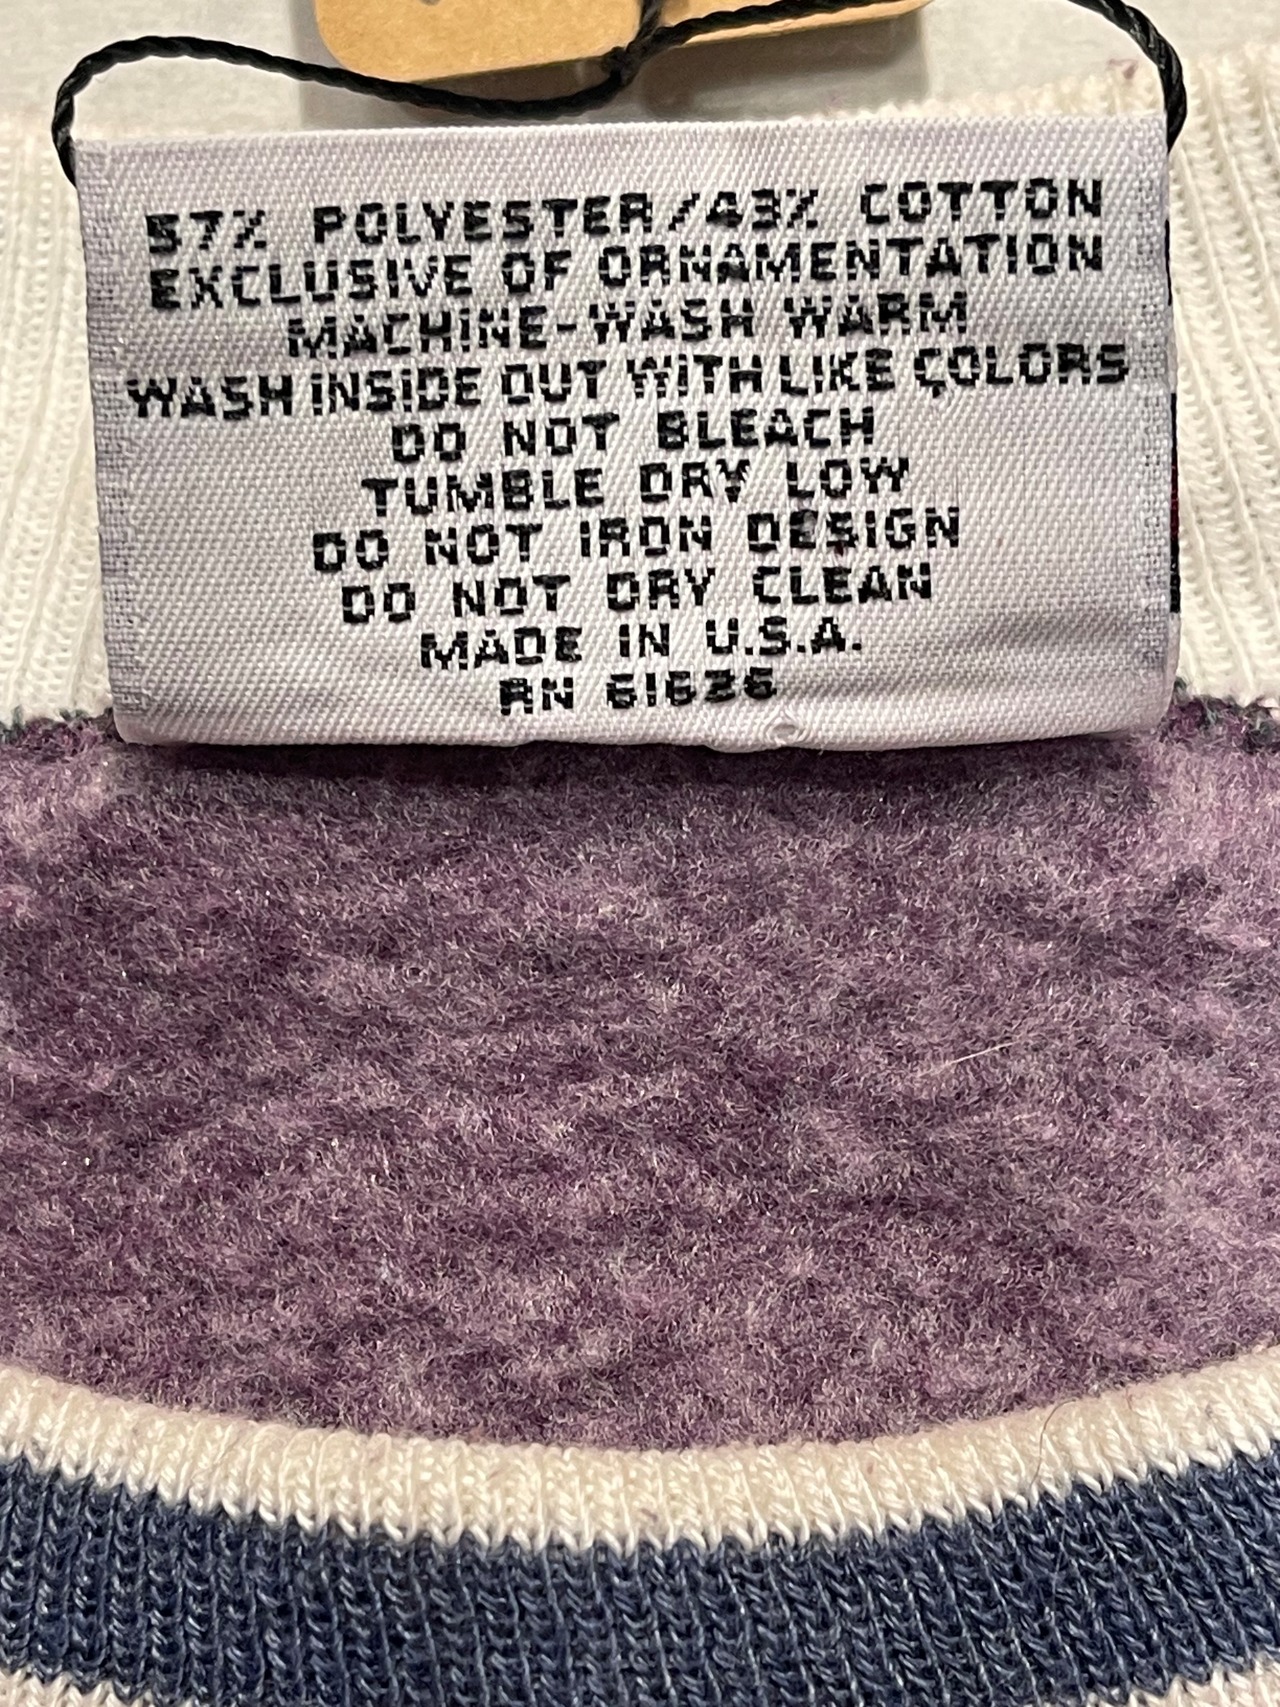 57% POLYESTER/43% COTTON
EXCLUSIVE OF ORNAMENTATION
MACHINE-WASH WARM
WASH INSIDE OUT WITH LIKE COLORS
DO NOT BLEACH
TUMBLE DRY LOW
DO NOT IRON DESIGN
DO NOT DRY CLEAN
MADE IN U.S.A.
RN 61626